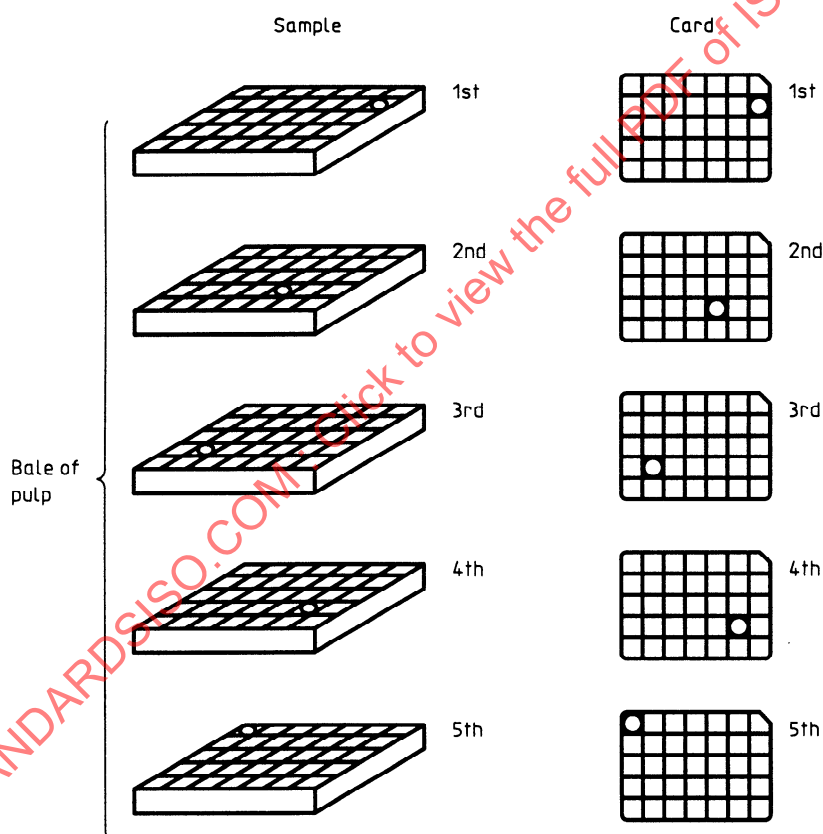 Sample
Card
1st
1st
2nd
2nd
3rd
3rd
Bale of
pulp
4th
4th
5th
5th
ANDARDSISO.COM : Click to view the full PDF of IS